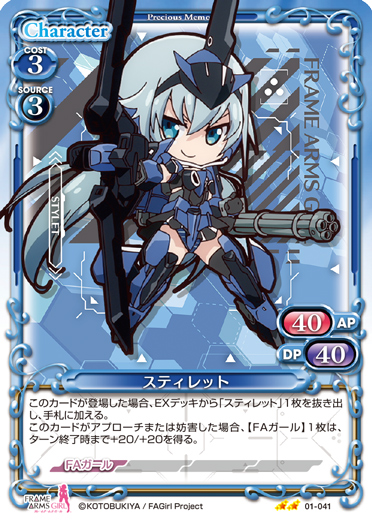 Precious Memo
Character
COST
3
SOURCE
3
FRAME ARMS G
STYLET
40 AP
DP 40
スティレット
このカードが登場した場合、EXデッキから「スティレット」1枚を抜き出
し、手札に加える。
このカードがアプローチまたは妨害した場合、【FAガール】1枚は、
ターン終了時まで+20/+20を得る。
FAガール
FRAME
ARMS GIRL
©KOTOBUKIYA / FAGirl Project
01-041